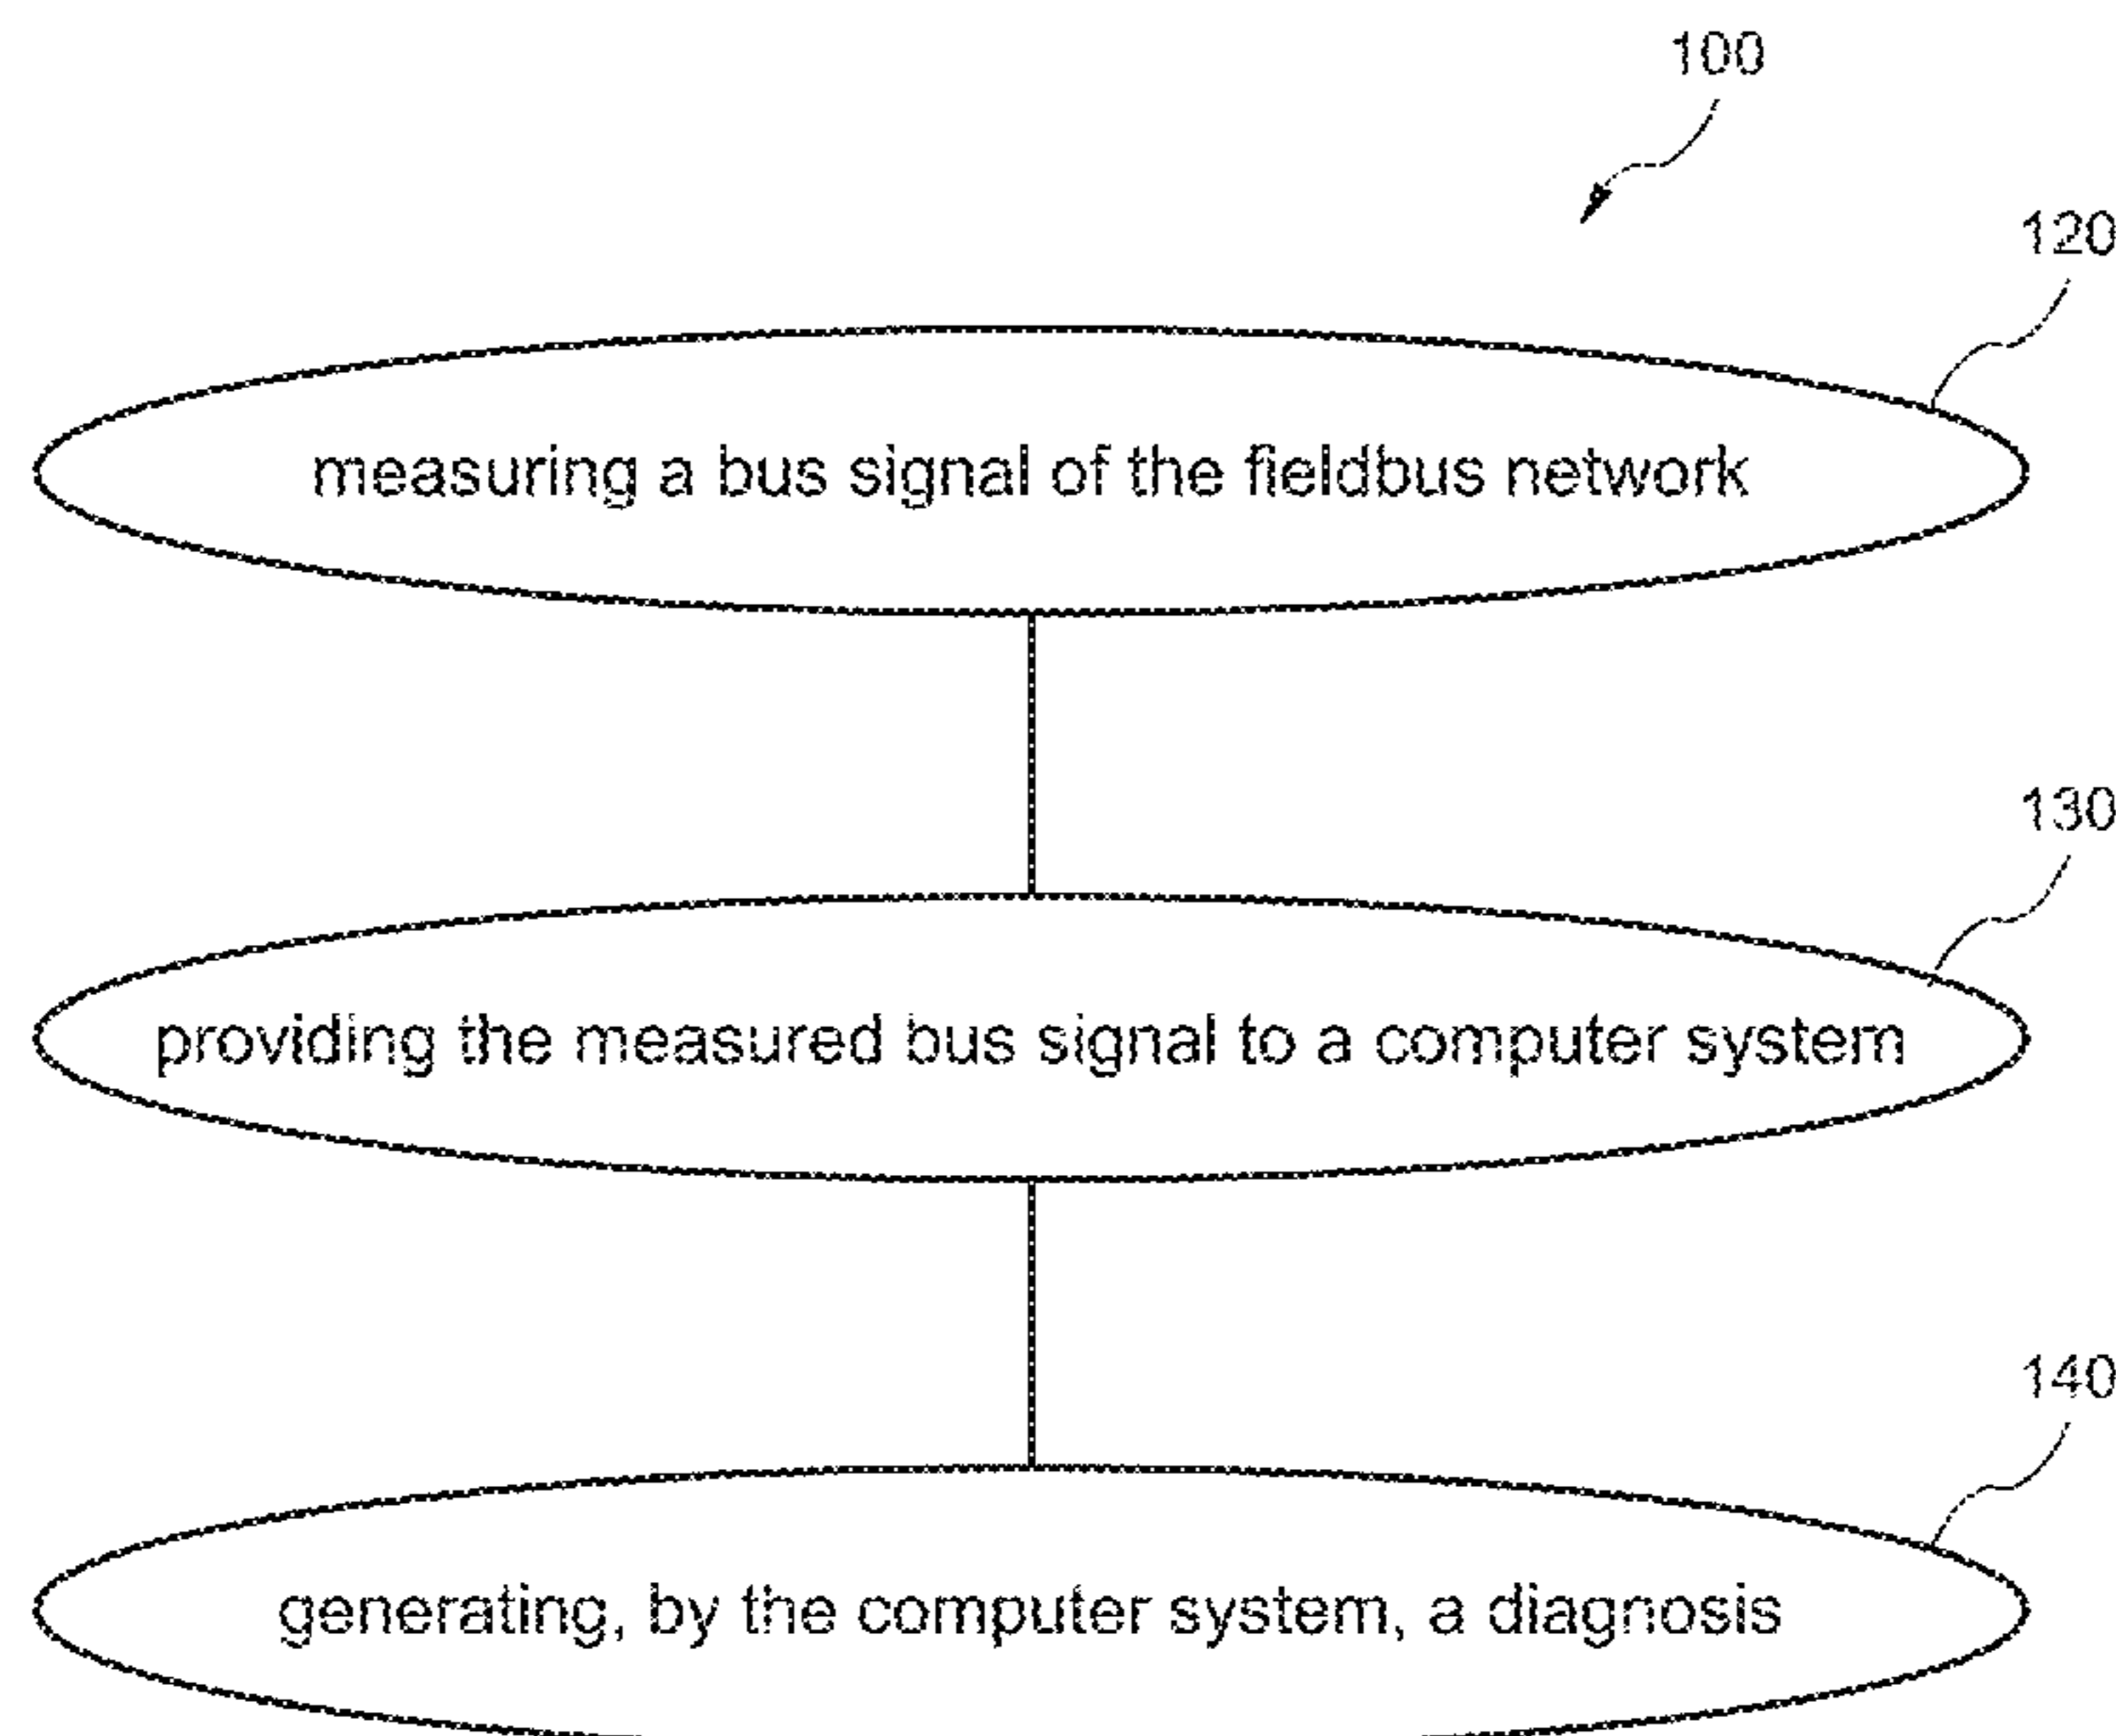 100
120
measuring a bus signal of the fieldbus network
130
providing the measured bus signal to a computer system
140
generating, by the computer system, a diagnosis